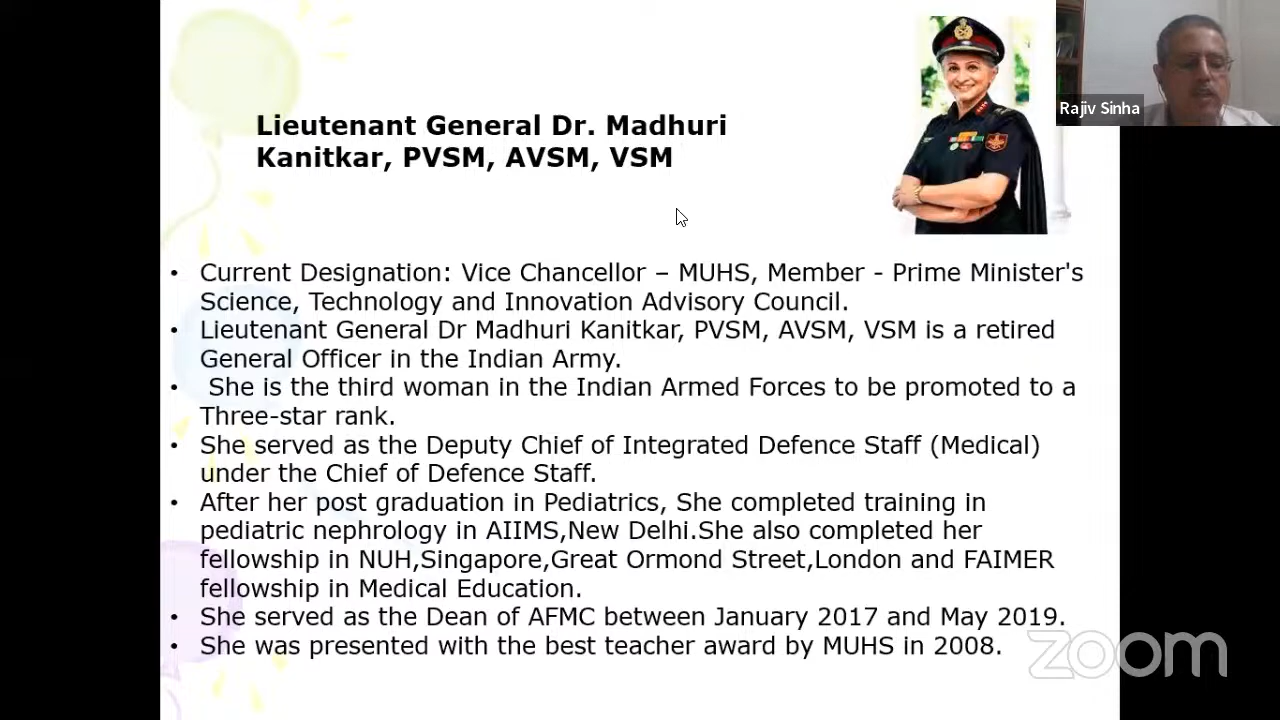 Rajiv Sinha
Lieutenant General Dr. Madhuri
Kanitkar, PVSM, AVSM, VSM
• Current Designation: Vice Chancellor – MUHS, Member - Prime Minister's
Science, Technology and Innovation Advisory Council.
• Lieutenant General Dr Madhuri Kanitkar, PVSM, AVSM, VSM is a retired
General Officer in the Indian Army.
• She is the third woman in the Indian Armed Forces to be promoted to a
Three-star rank.
• She served as the Deputy Chief of Integrated Defence Staff (Medical)
under the Chief of Defence Staff.
• After her post graduation in Pediatrics, She completed training in
pediatric nephrology in AIIMS,New Delhi.She also completed her
fellowship in NUH,Singapore,Great Ormond Street,London and FAIMER
fellowship in Medical Education.
• She served as the Dean of AFMC between January 2017 and May 2019.
• She was presented with the best teacher award by MUHS in 2008.
zoom